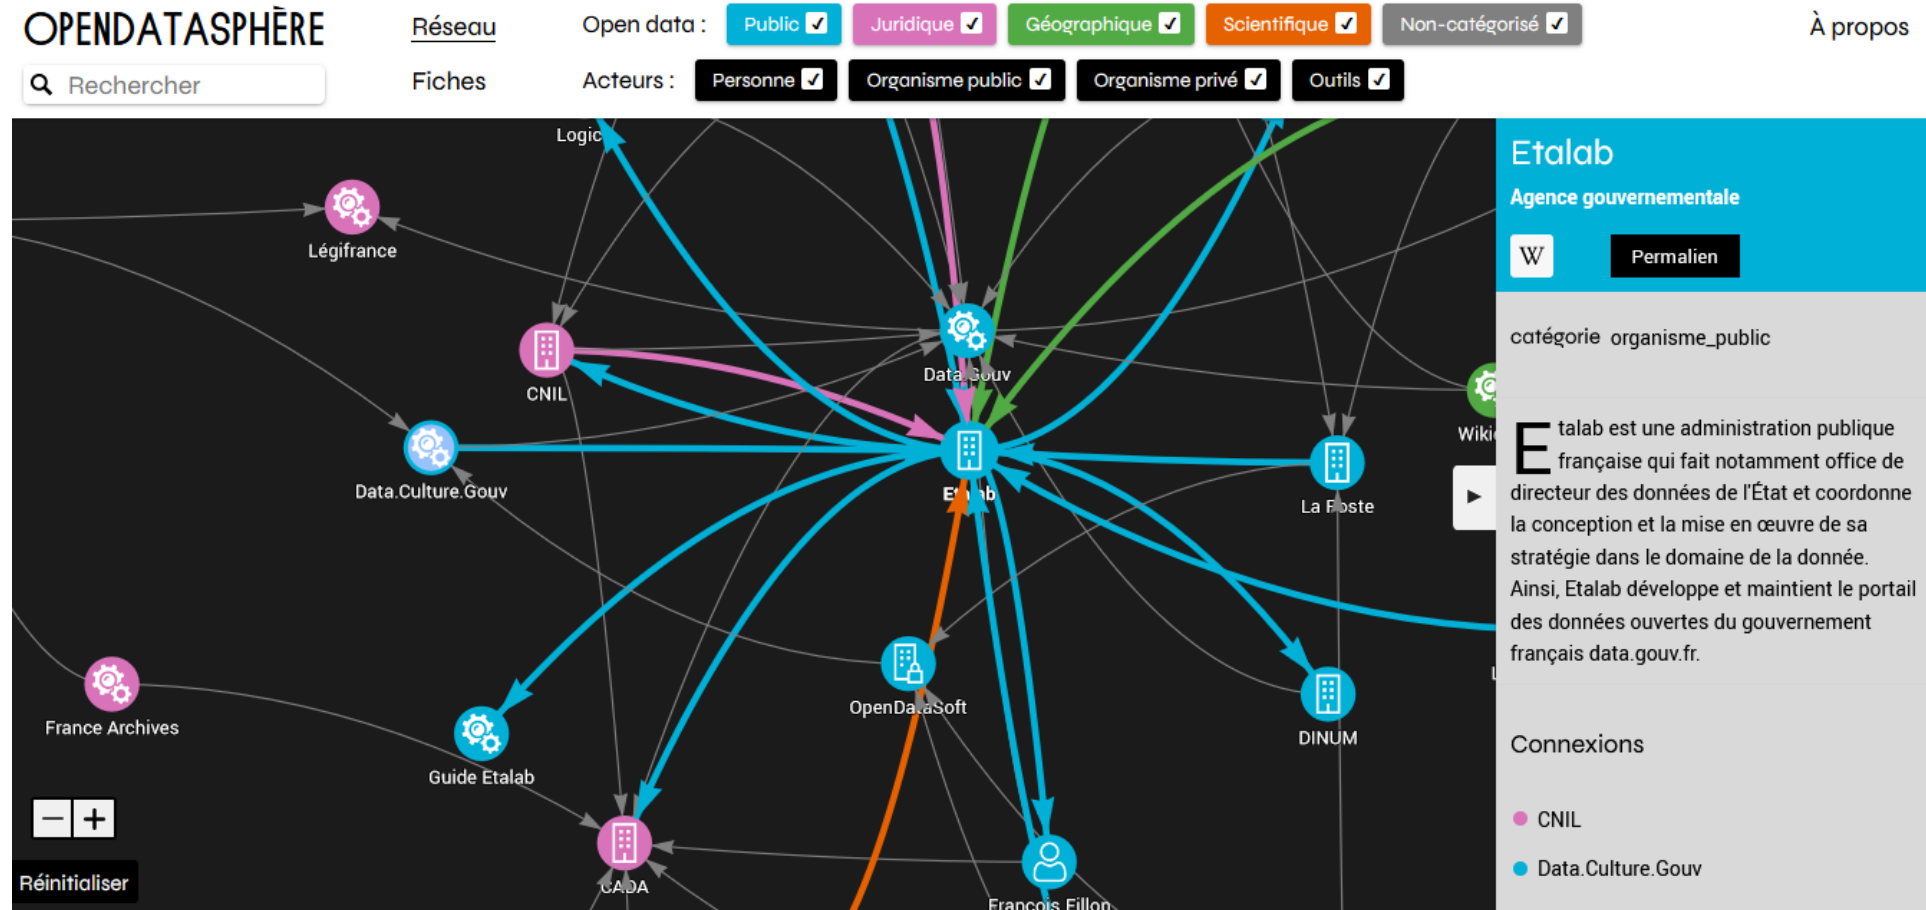 OPENDATASPHÈRE
Rechercher
Réseau
Fiches
Open data :
Public
Juridique
Géographique
Scientifique
Non-catégorisé
Acteurs :
Personne
Organisme public
Organisme privé
Outils
À propos
Logic
Légifrance
CNIL
Data.Gouv
Data.Culture.Gouv
Etalab
La Poste
Wiki
OpenDataSoft
France Archives
Guide Etalab
DINUM
CADA
François Fillon
Réinitialiser
Etalab
Agence gouvernementale
W
Permalien
catégorie organisme_public
Etalab est une administration publique
française qui fait notamment office de
directeur des données de l'État et coordonne
la conception et la mise en œuvre de sa
stratégie dans le domaine de la donnée.
Ainsi, Etalab développe et maintient le portail
des données ouvertes du gouvernement
français data.gouv.fr.
Connexions
CNIL
Data.Culture.Gouv